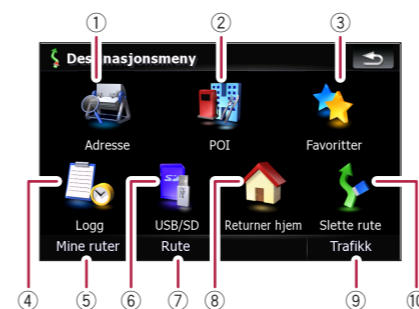 ① ② ③
Destinasjonsmeny
Adresse POI Favoritter
Logg USB/SD Returner hjem Slette rute
Mine ruter Rute Trafikk
④ ⑤ ⑥ ⑦ ⑧ ⑨ ⑩